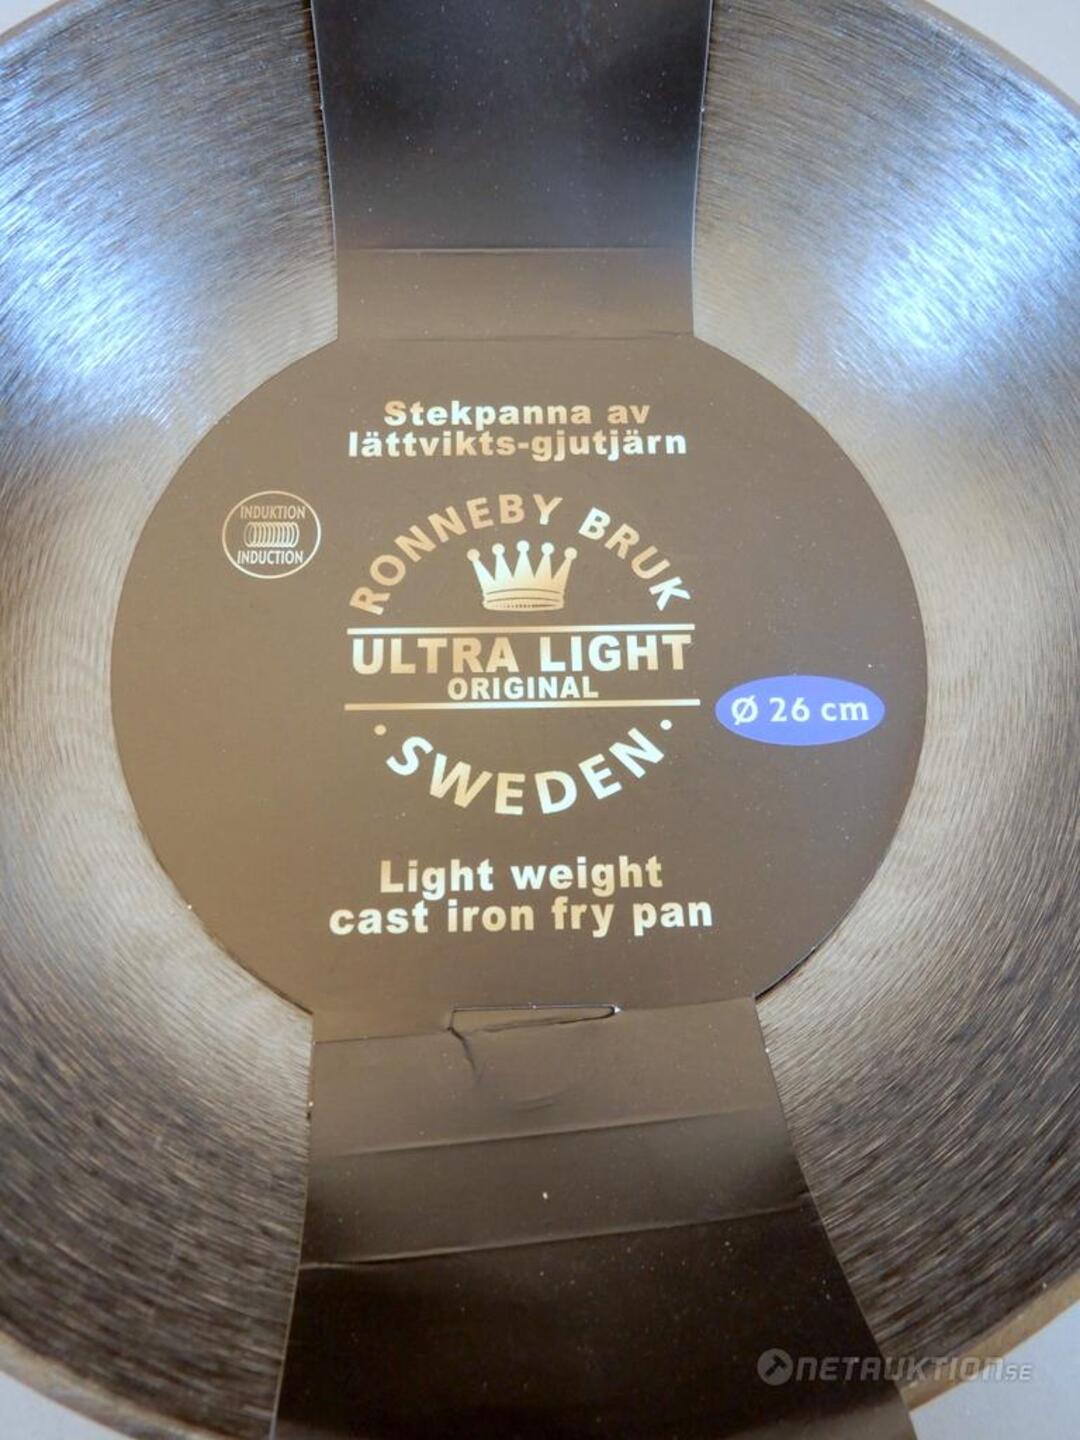 Stekpanna av
lättvikts-gjutjärn
INDUKTION
INDUCTION
RONNEBY BRUK
ULTRA LIGHT
ORIGINAL
Ø 26 cm
· SWEDEN ·
Light weight
cast iron fry pan
NETAUKTION.SE